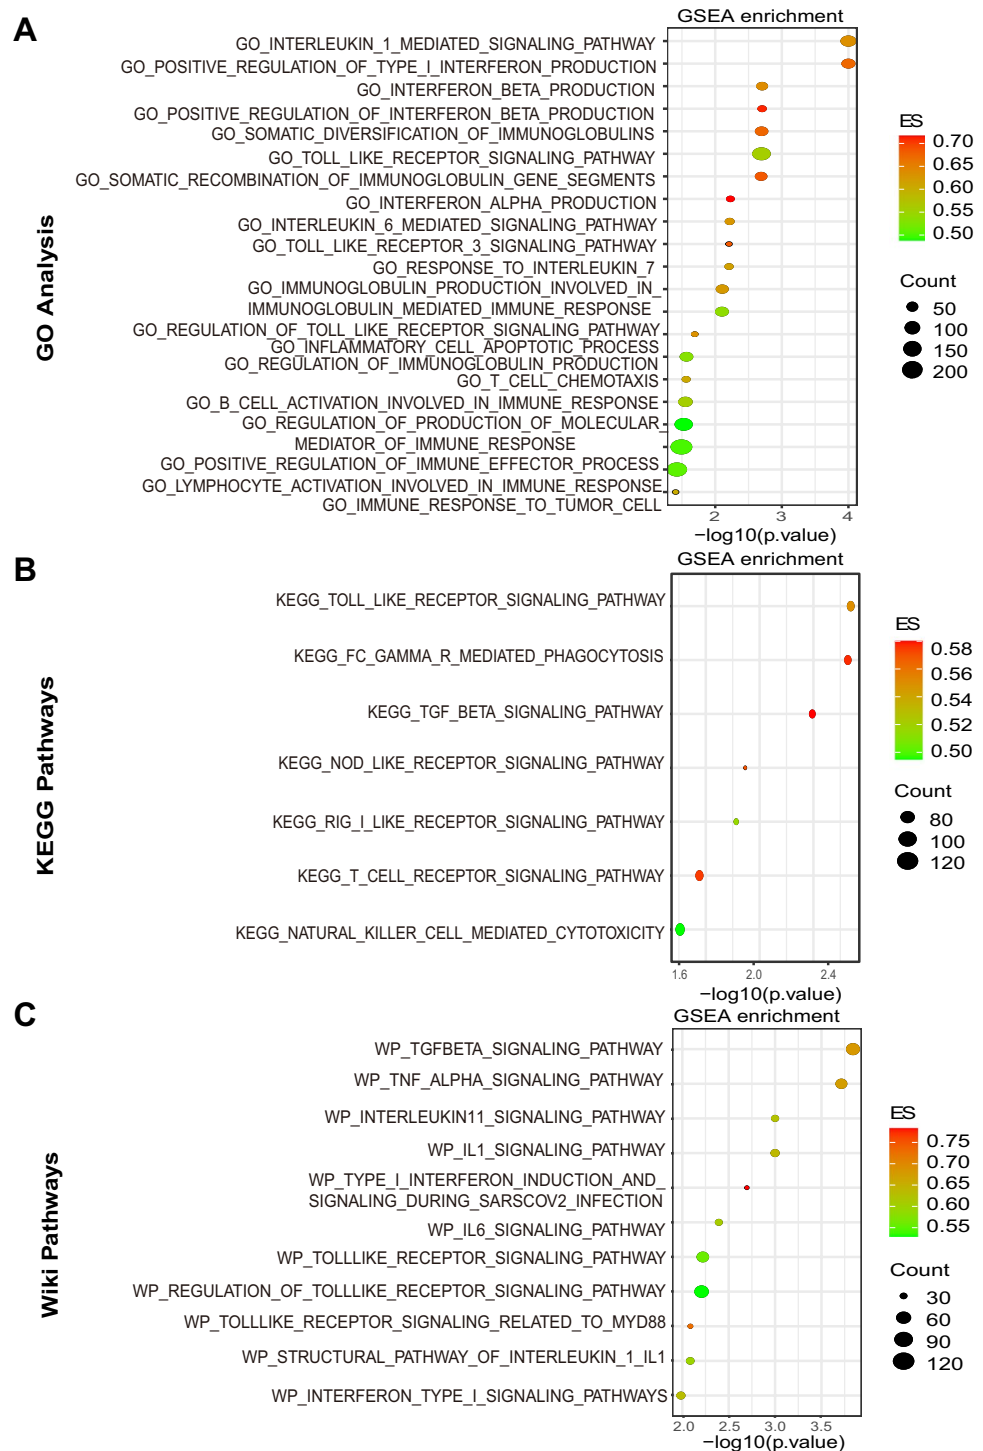 A
GSEA enrichment
GO Analysis
GO_INTERLEUKIN_1_MEDIATED_SIGNALING_PATHWAY
GO_POSITIVE_REGULATION_OF_TYPE_I_INTERFERON_PRODUCTION
GO_INTERFERON_BETA_PRODUCTION
GO_POSITIVE_REGULATION_OF_INTERFERON_BETA_PRODUCTION
GO_SOMATIC_DIVERSIFICATION_OF_IMMUNOGLOBULINS
GO_TOLL_LIKE_RECEPTOR_SIGNALING_PATHWAY
GO_SOMATIC_RECOMBINATION_OF_IMMUNOGLOBULIN_GENE_SEGMENTS
GO_INTERFERON_ALPHA_PRODUCTION
GO_INTERLEUKIN_6_MEDIATED_SIGNALING_PATHWAY
GO_TOLL_LIKE_RECEPTOR_3_SIGNALING_PATHWAY
GO_RESPONSE_TO_INTERLEUKIN_7
GO_IMMUNOGLOBULIN_PRODUCTION_INVOLVED_IN_
IMMUNOGLOBULIN_MEDIATED_IMMUNE_RESPONSE
GO_REGULATION_OF_TOLL_LIKE_RECEPTOR_SIGNALING_PATHWAY
GO_INFLAMMATORY_CELL_APOPTOTIC_PROCESS
GO_REGULATION_OF_IMMUNOGLOBULIN_PRODUCTION
GO_T_CELL_CHEMOTAXIS
GO_B_CELL_ACTIVATION_INVOLVED_IN_IMMUNE_RESPONSE
GO_REGULATION_OF_PRODUCTION_OF_MOLECULAR_
MEDIATOR_OF_IMMUNE_RESPONSE
GO_POSITIVE_REGULATION_OF_IMMUNE_EFFECTOR_PROCESS
GO_LYMPHOCYTE_ACTIVATION_INVOLVED_IN_IMMUNE_RESPONSE
GO_IMMUNE_RESPONSE_TO_TUMOR_CELL
2 3 4
−log10(p.value)
ES
0.70
0.65
0.60
0.55
0.50
Count
50
100
150
200
B
GSEA enrichment
KEGG Pathways
KEGG_TOLL_LIKE_RECEPTOR_SIGNALING_PATHWAY
KEGG_FC_GAMMA_R_MEDIATED_PHAGOCYTOSIS
KEGG_TGF_BETA_SIGNALING_PATHWAY
KEGG_NOD_LIKE_RECEPTOR_SIGNALING_PATHWAY
KEGG_RIG_I_LIKE_RECEPTOR_SIGNALING_PATHWAY
KEGG_T_CELL_RECEPTOR_SIGNALING_PATHWAY
KEGG_NATURAL_KILLER_CELL_MEDIATED_CYTOTOXICITY
1.6 2.0 2.4
−log10(p.value)
ES
0.58
0.56
0.54
0.52
0.50
Count
80
100
120
C
GSEA enrichment
Wiki Pathways
WP_TGFBETA_SIGNALING_PATHWAY
WP_TNF_ALPHA_SIGNALING_PATHWAY
WP_INTERLEUKIN11_SIGNALING_PATHWAY
WP_IL1_SIGNALING_PATHWAY
WP_TYPE_I_INTERFERON_INDUCTION_AND_
SIGNALING_DURING_SARSCOV2_INFECTION
WP_IL6_SIGNALING_PATHWAY
WP_TOLLLIKE_RECEPTOR_SIGNALING_PATHWAY
WP_REGULATION_OF_TOLLLIKE_RECEPTOR_SIGNALING_PATHWAY
WP_TOLLLIKE_RECEPTOR_SIGNALING_RELATED_TO_MYD88
WP_STRUCTURAL_PATHWAY_OF_INTERLEUKIN_1_IL1
WP_INTERFERON_TYPE_I_SIGNALING_PATHWAYS
2.0 2.5 3.0 3.5
−log10(p.value)
ES
0.75
0.70
0.65
0.60
0.55
Count
30
60
90
120